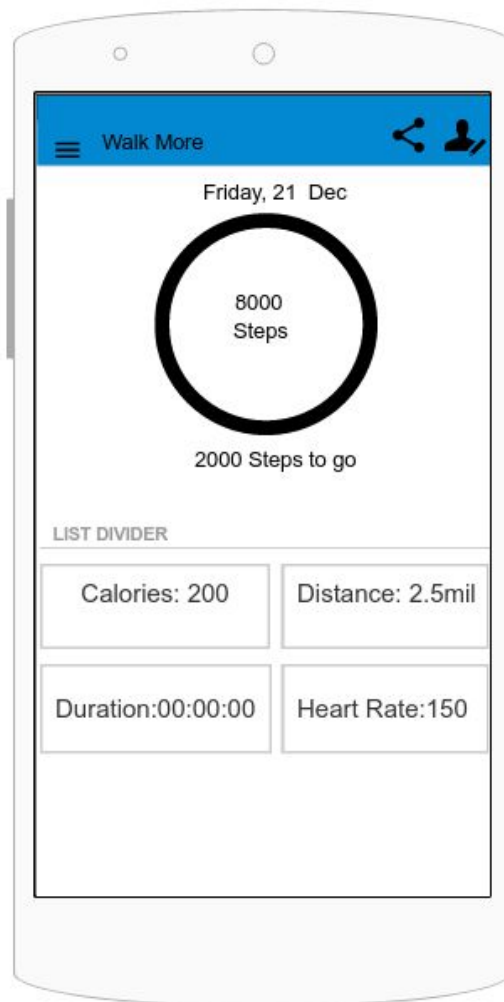 Walk More
Friday, 21 Dec
8000
Steps
2000 Steps to go
LIST DIVIDER
Calories: 200
Distance: 2.5mil
Duration:00:00:00
Heart Rate:150